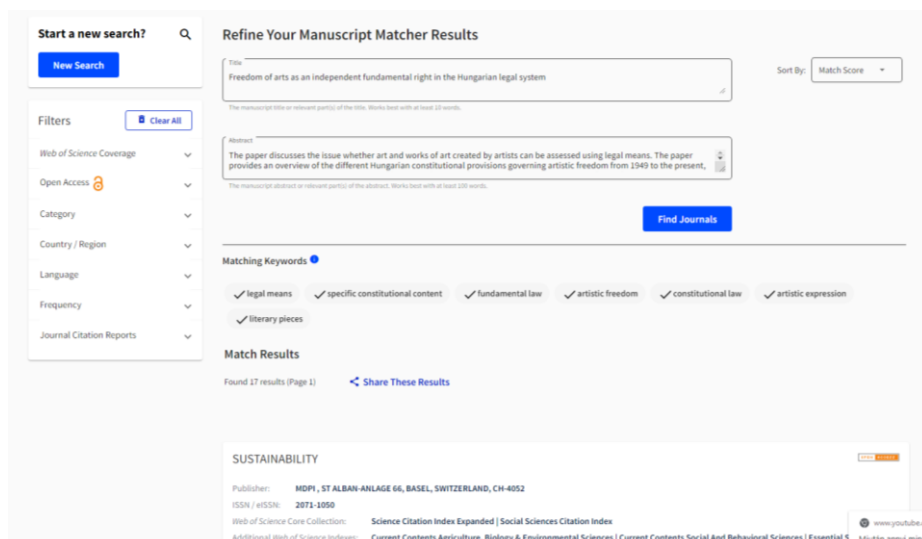 Start a new search?
New Search
Filters
Clear All
Web of Science Coverage
Open Access
Category
Country / Region
Language
Frequency
Journal Citation Reports
Refine Your Manuscript Matcher Results
Sort By:
Match Score
Title
Freedom of arts as an independent fundamental right in the Hungarian legal system
The manuscript title or relevant part(s) of the title. Works best with at least 10 words.
Abstract
The paper discusses the issue whether art and works of art created by artists can be assessed using legal means. The paper
provides an overview of the different Hungarian constitutional provisions governing artistic freedom from 1949 to the present,
The manuscript abstract or relevant part(s) of the abstract. Works best with at least 100 words.
Find Journals
Matching Keywords
legal means
specific constitutional content
fundamental law
artistic freedom
constitutional law
artistic expression
literary pieces
Match Results
Found 17 results (Page 1)
Share These Results
SUSTAINABILITY
Publisher: MDPI , ST ALBAN-ANLAGE 66, BASEL, SWITZERLAND, CH-4052
ISSN / eISSN: 2071-1050
Web of Science Core Collection: Science Citation Index Expanded | Social Sciences Citation Index
Additional Web of Science Indexes: Current Contents Agriculture, Biology & Environmental Sciences | Current Contents Social And Behavioral Sciences | Essential S
www.youtube.